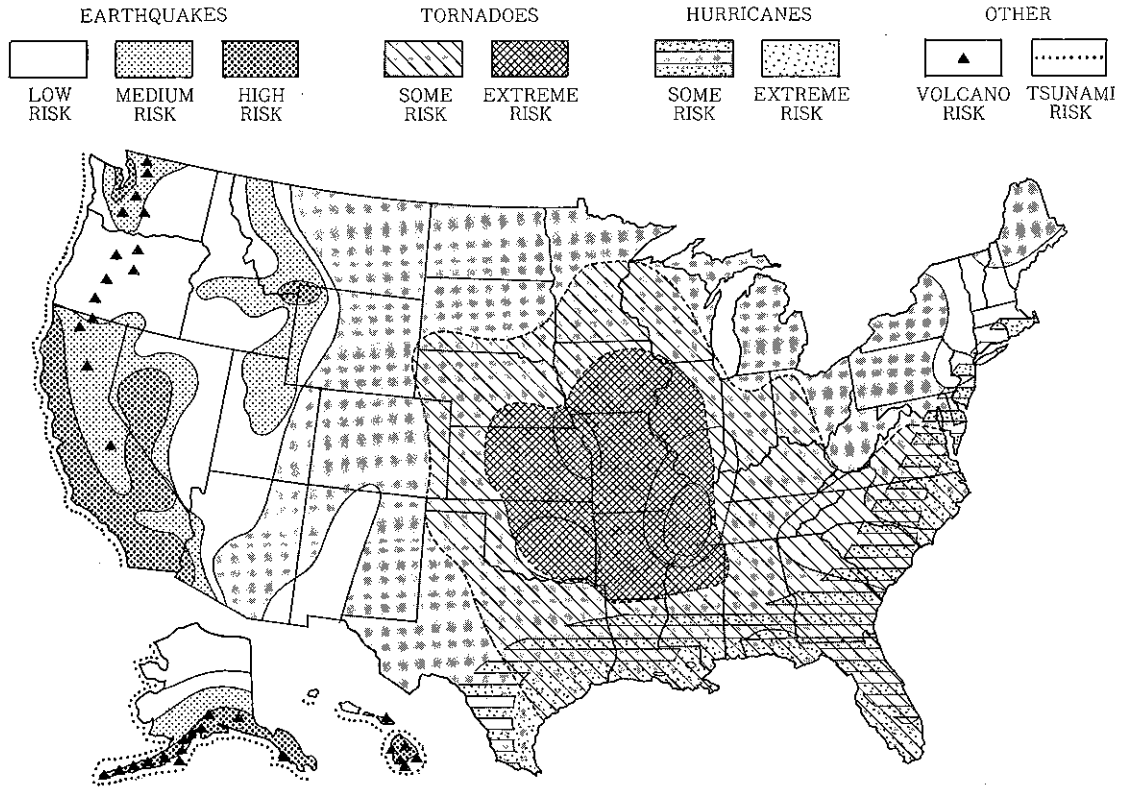 EARTHQUAKES TORNADOES HURRICANES OTHER
LOW RISK MEDIUM RISK HIGH RISK SOME RISK EXTREME RISK SOME RISK EXTREME RISK VOLCANO RISK TSUNAMI RISK